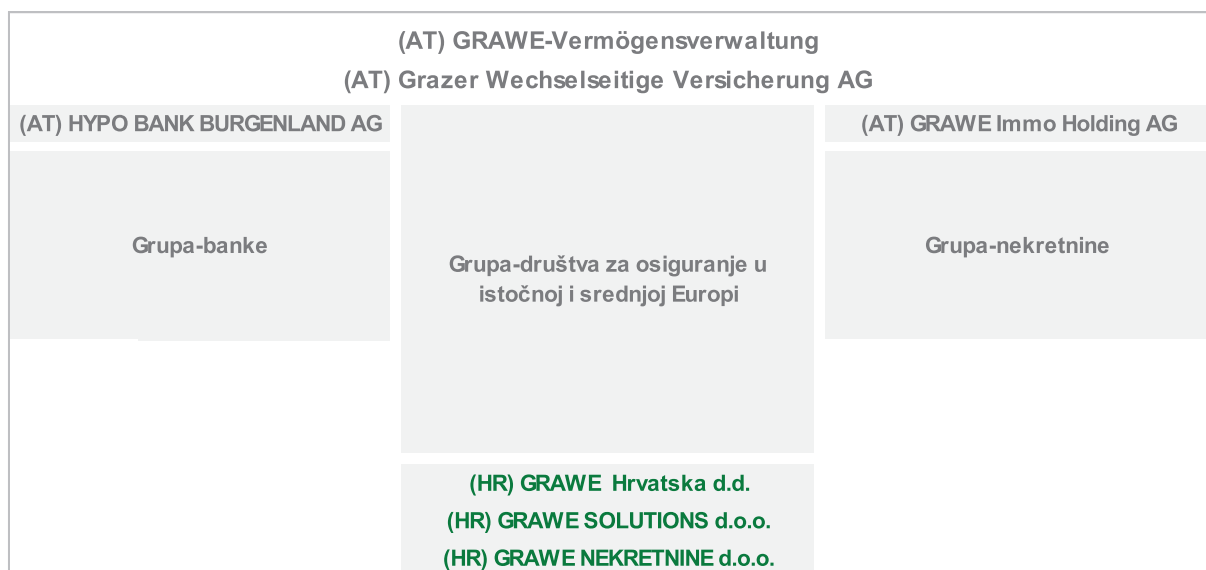 (AT) GRAWE-Vermögensverwaltung
(AT) Grazer Wechselseitige Versicherung AG
(AT) HYPO BANK BURGENLAND AG
(AT) GRAWE Immo Holding AG
Grupa-banke
Grupa-nekretnine
Grupa-društva za osiguranje u
istočnoj i srednjoj Europi
(HR) GRAWE Hrvatska d.d.
(HR) GRAWE SOLUTIONS d.o.o.
(HR) GRAWE NEKRETNINE d.o.o.